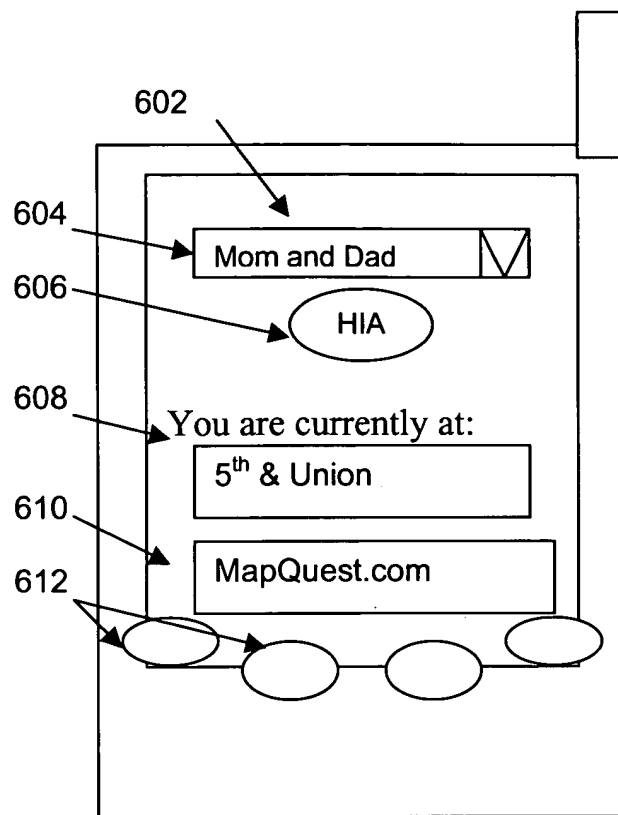 602
604
Mom and Dad
606
HIA
608
You are currently at:
5th & Union
610
MapQuest.com
612